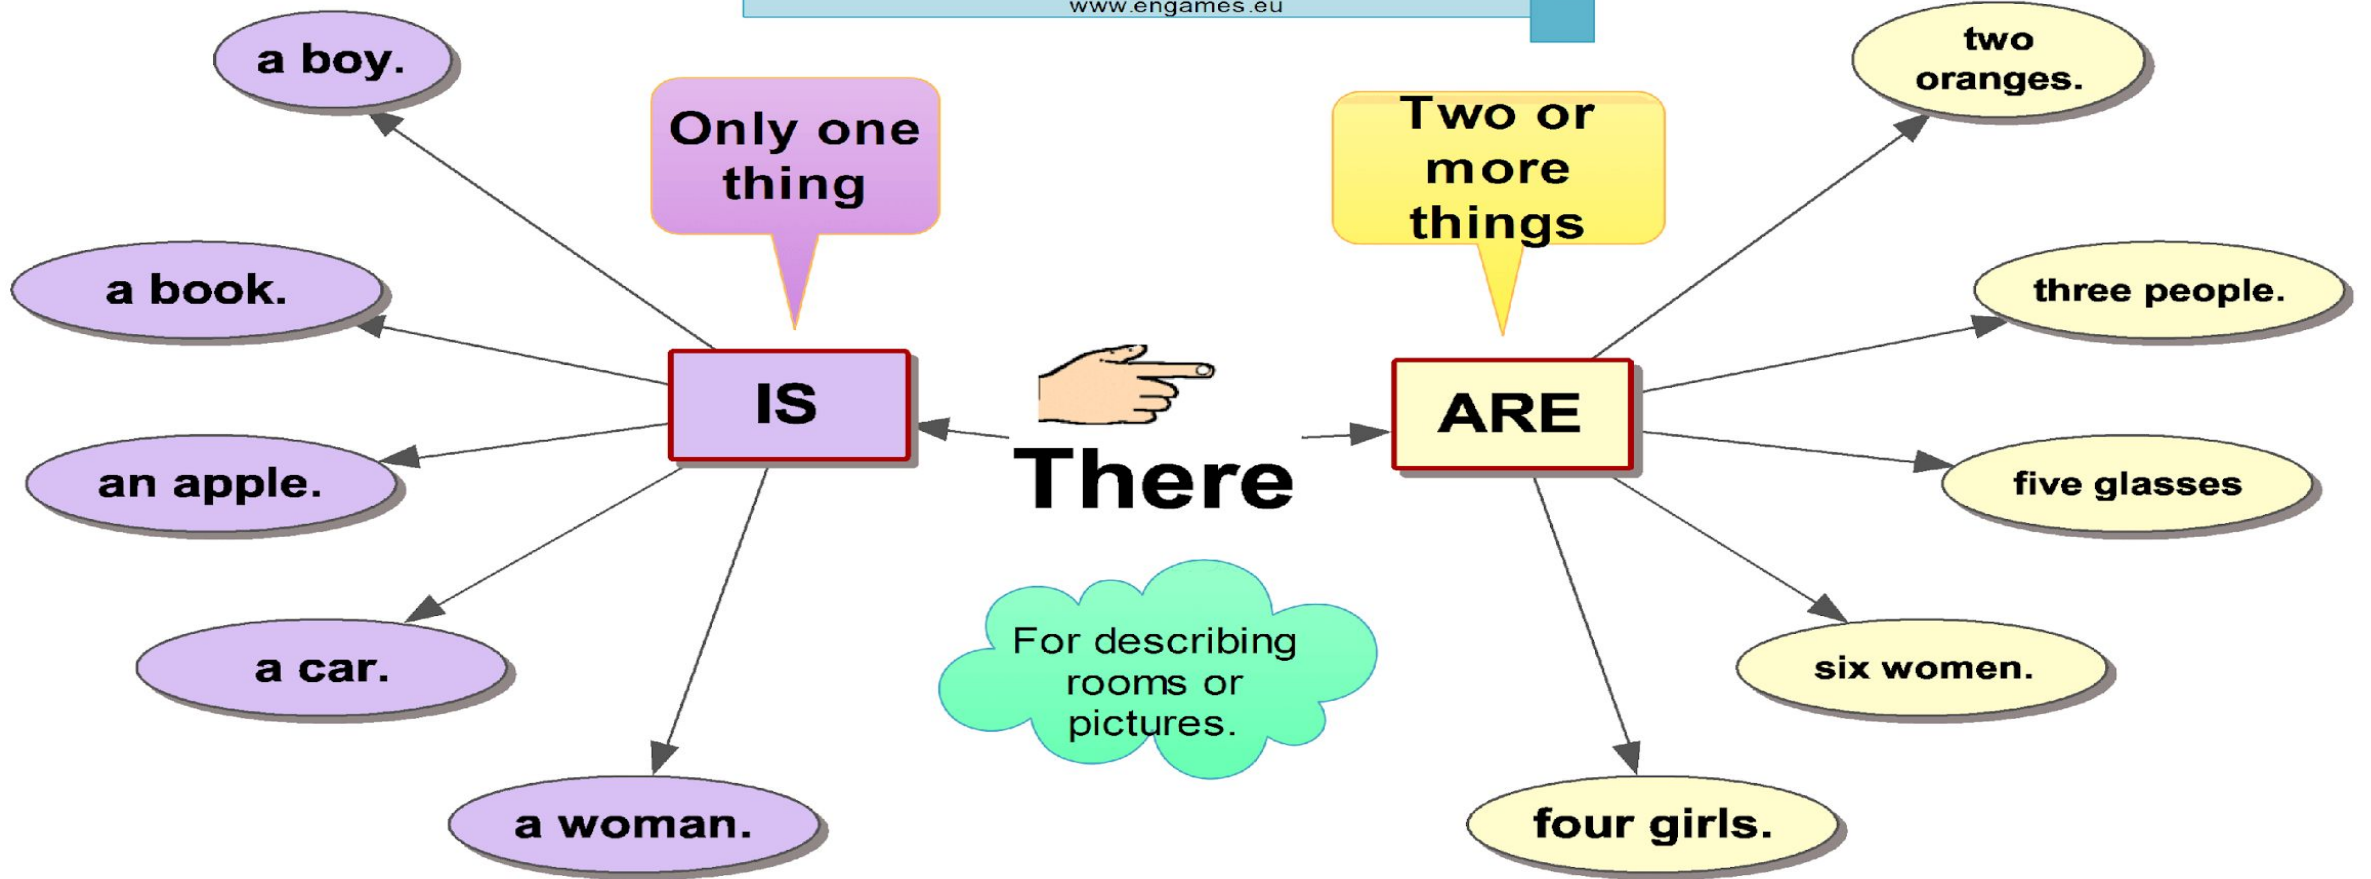 www.engames.eu
a boy.
Only one
thing
Two or
more
things
two
oranges.
a book.
three people.
IS
ARE
There
an apple.
five glasses
For describing
rooms or
pictures.
a car.
six women.
a woman.
four girls.